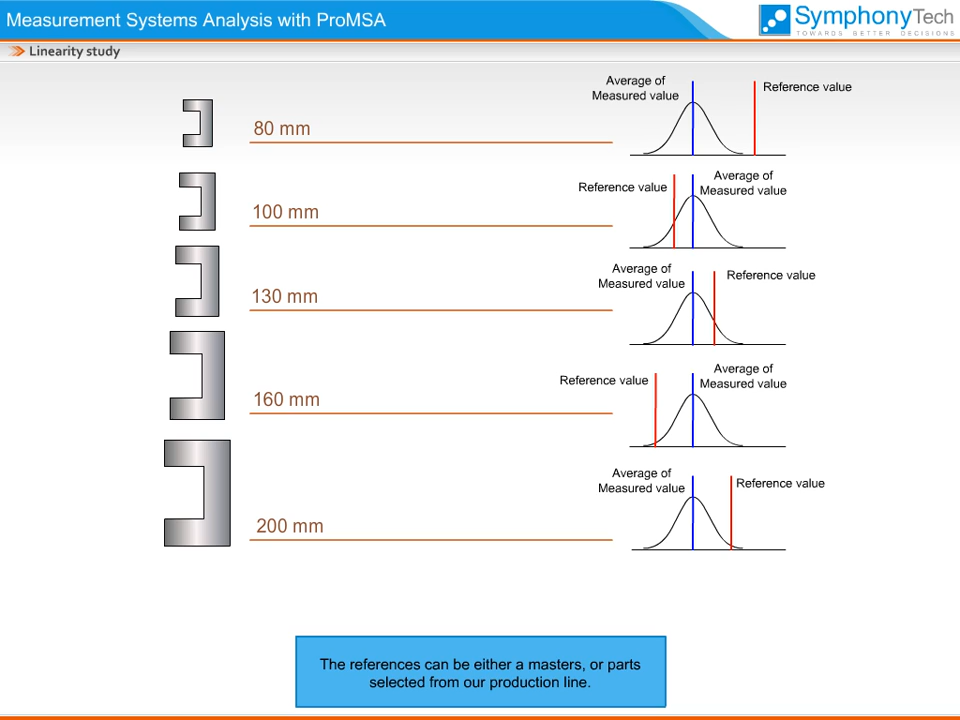 Measurement Systems Analysis with ProMSA
SymphonyTech
TOWARDS BETTER DECISIONS
Linearity study
80 mm
Average of
Measured value
Reference value
100 mm
Reference value
Average of
Measured value
130 mm
Average of
Measured value
Reference value
160 mm
Reference value
Average of
Measured value
200 mm
Average of
Measured value
Reference value
The references can be either a masters, or parts
selected from our production line.